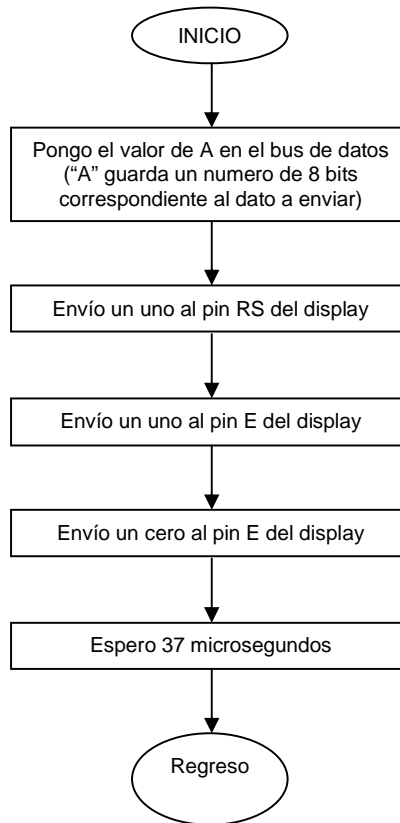 INICIO
Pongo el valor de A en el bus de datos
(“A” guarda un numero de 8 bits
correspondiente al dato a enviar)
Envío un uno al pin RS del display
Envío un uno al pin E del display
Envío un cero al pin E del display
Espero 37 microsegundos
Regreso